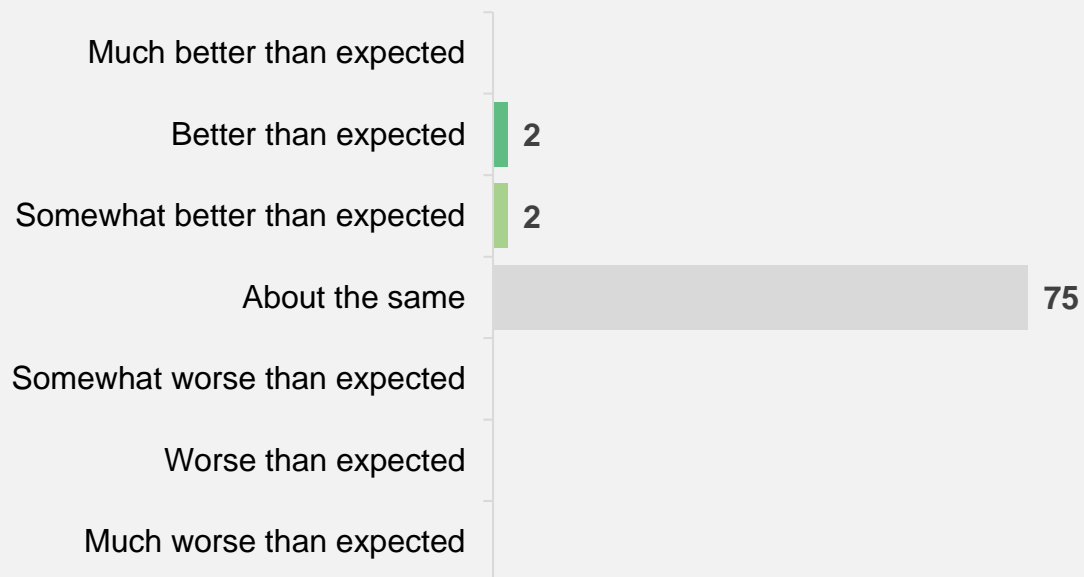 Much better than expected
Better than expected 2
Somewhat better than expected 2
About the same 75
Somewhat worse than expected
Worse than expected
Much worse than expected